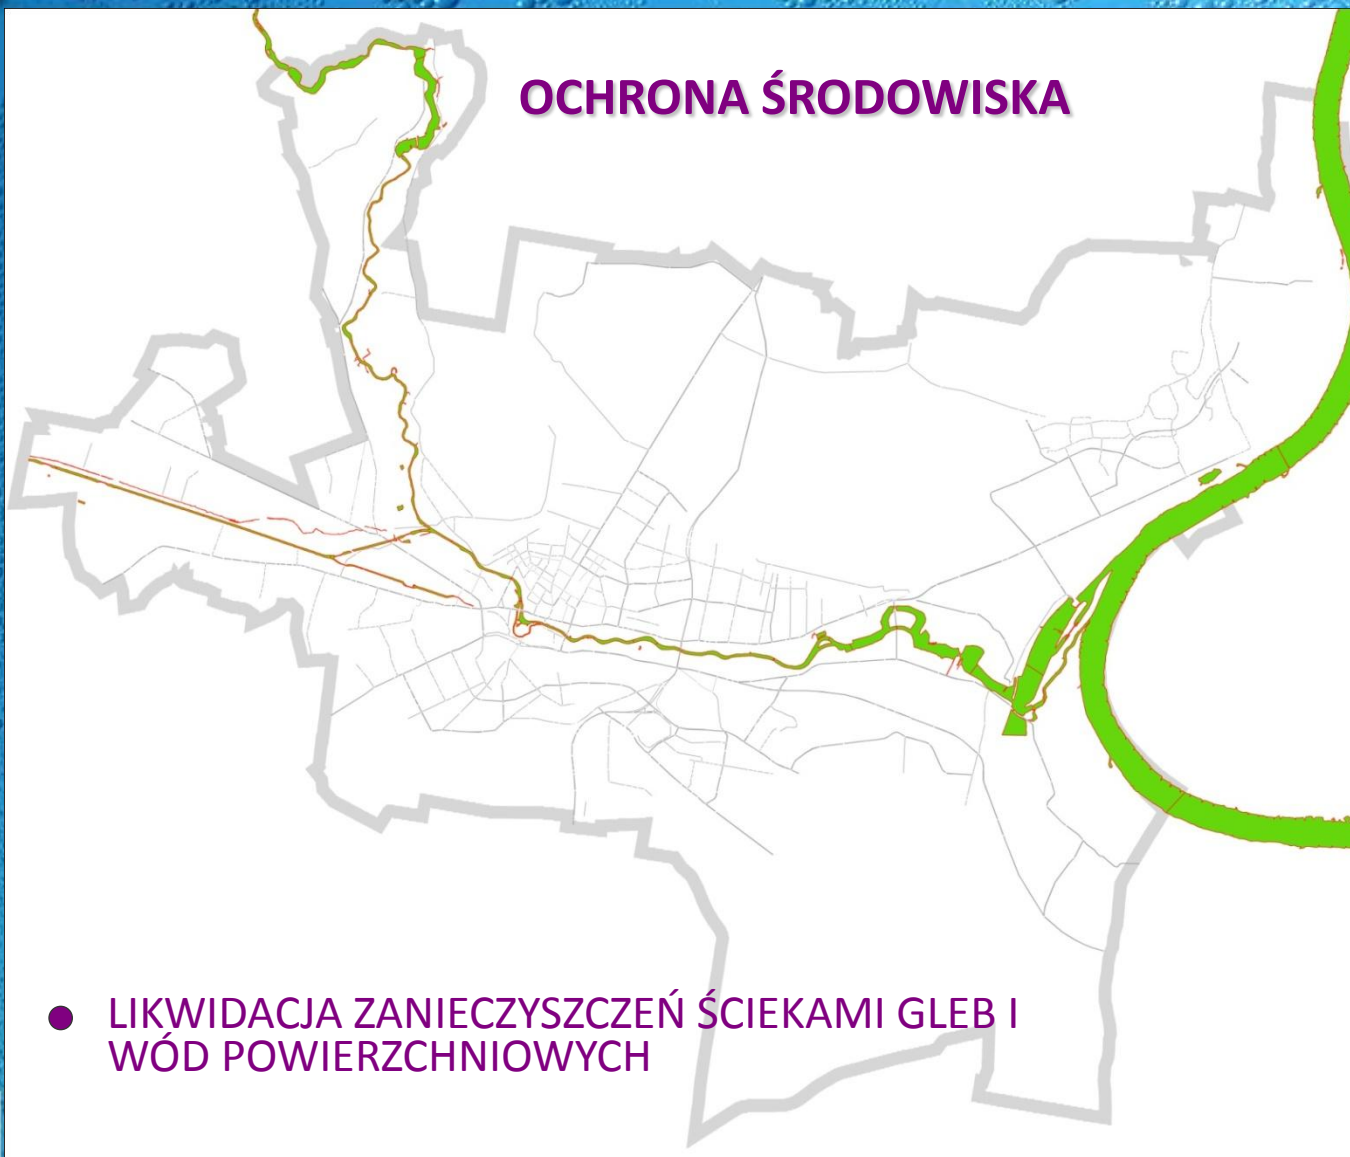 OCHRONA ŚRODOWISKA
● LIKWIDACJA ZANIECZYSZCZEŃ ŚCIEKAMI GLEB I
WÓD POWIERZCHNIOWYCH